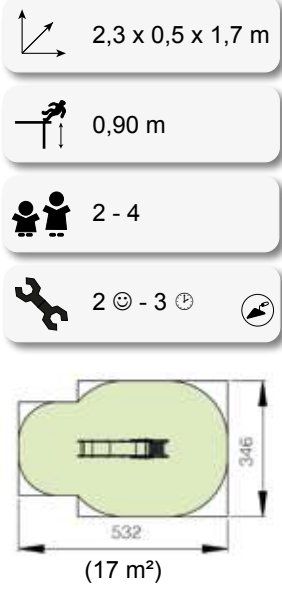 2,3 x 0,5 x 1,7 m
0,90 m
2 - 4
2 ☺ - 3 🕒
346
532
(17 m²)